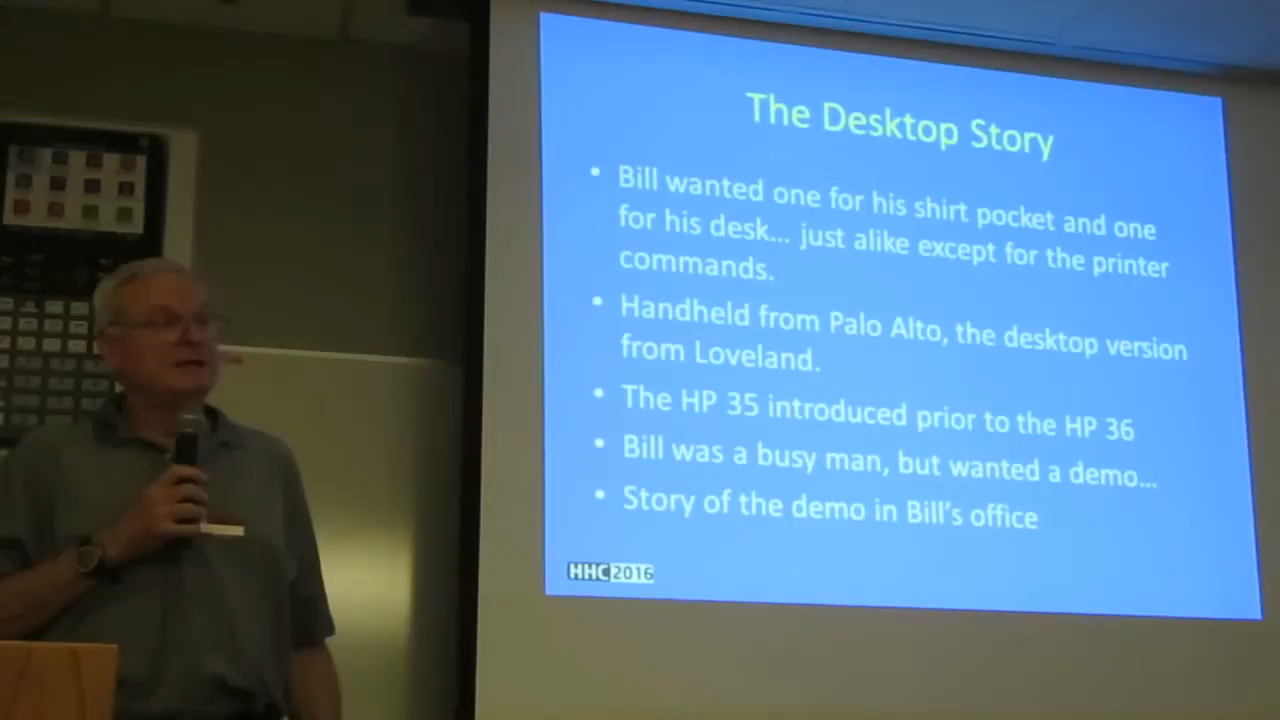 The Desktop Story
• Bill wanted one for his shirt pocket and one
for his desk... just alike except for the printer
commands.
• Handheld from Palo Alto, the desktop version
from Loveland.
• The HP 35 introduced prior to the HP 36
• Bill was a busy man, but wanted a demo...
• Story of the demo in Bill's office
HHC 2016